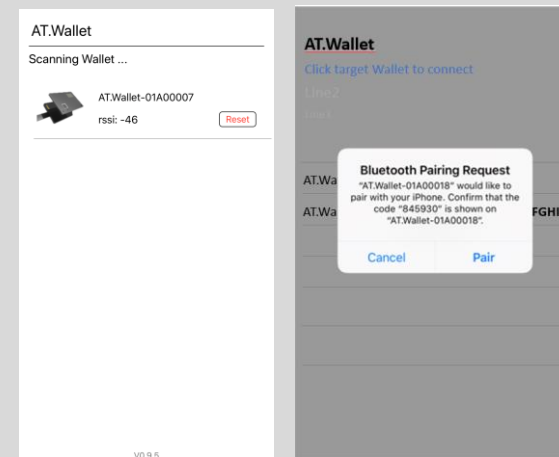 AT.Wallet
Scanning Wallet ...
AT.Wallet-01A00007
rssi: -46
Reset
V0.9.5
AT.Wallet
Click target Wallet to connect
Line2
AT.Wa
AT.Wa
FGHI
Bluetooth Pairing Request
"AT.Wallet-01A00018" would like to
pair with your iPhone. Confirm that the
code "845930" is shown on
"AT.Wallet-01A00018".
Cancel
Pair